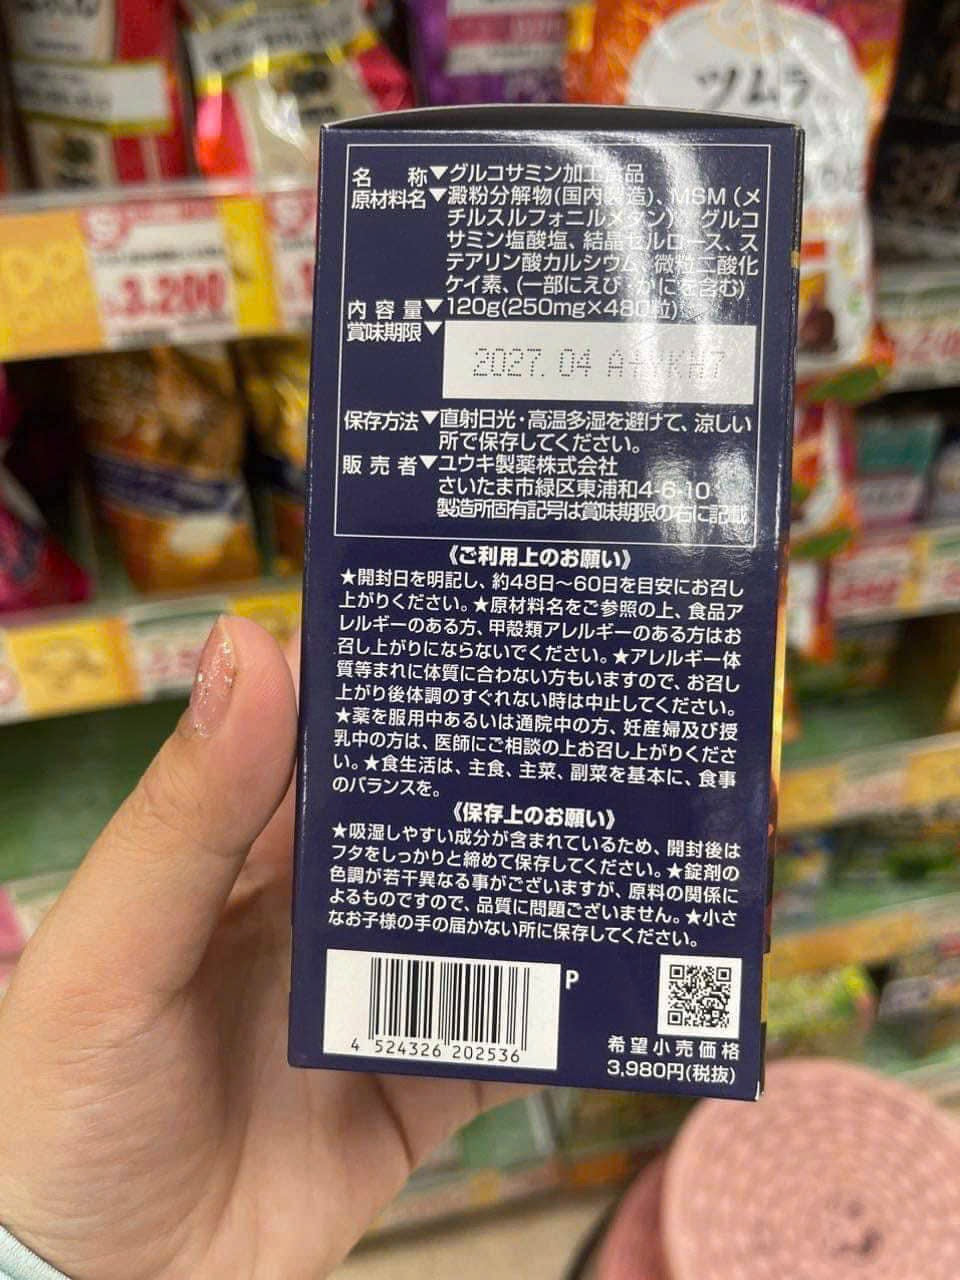 ツムラ
3,200
名称▼グルコサミン加工食品
原材料名▼澱粉分解物(国内製造)、MSM(メ
チルスルフォニルメタン)、グルコ
サミン塩酸塩、結晶セルロース、ス
テアリン酸カルシウム、微粒二酸化
ケイ素、(一部にえび・かにを含む)
内容量▼120g(250mg×480粒)
賞味期限▼
2027.04
保存方法▼直射日光・高温多湿を避けて、涼しい
所で保存してください。
販売者▼ユウキ製薬株式会社
さいたま市緑区東浦和4-6-10
製造所固有記号は賞味期限の右に記載
《ご利用上のお願い》
★開封日を明記し、約48日〜60日を目安にお召し
上がりください。★原材料名をご参照の上、食品ア
レルギーのある方、甲殻類アレルギーのある方はお
召し上がりにならないでください。★アレルギー体
質等まれに体質に合わない方もいますので、お召し
上がり後体調のすぐれない時は中止してください。
★薬を服用中あるいは通院中の方、妊産婦及び授
乳中の方は、医師にご相談の上お召し上がりくださ
い。★食生活は、主食、主菜、副菜を基本に、食事
のバランスを。
《保存上のお願い》
★吸湿しやすい成分が含まれているため、開封後は
フタをしっかりと締めて保存してください。★錠剤の
色調が若干異なる事がございますが、原料の関係に
よるものですので、品質に問題ございません。★小さ
なお子様の手の届かない所に保存してください。
P
4 524326 202536
希望小売価格
3,980円(税抜)